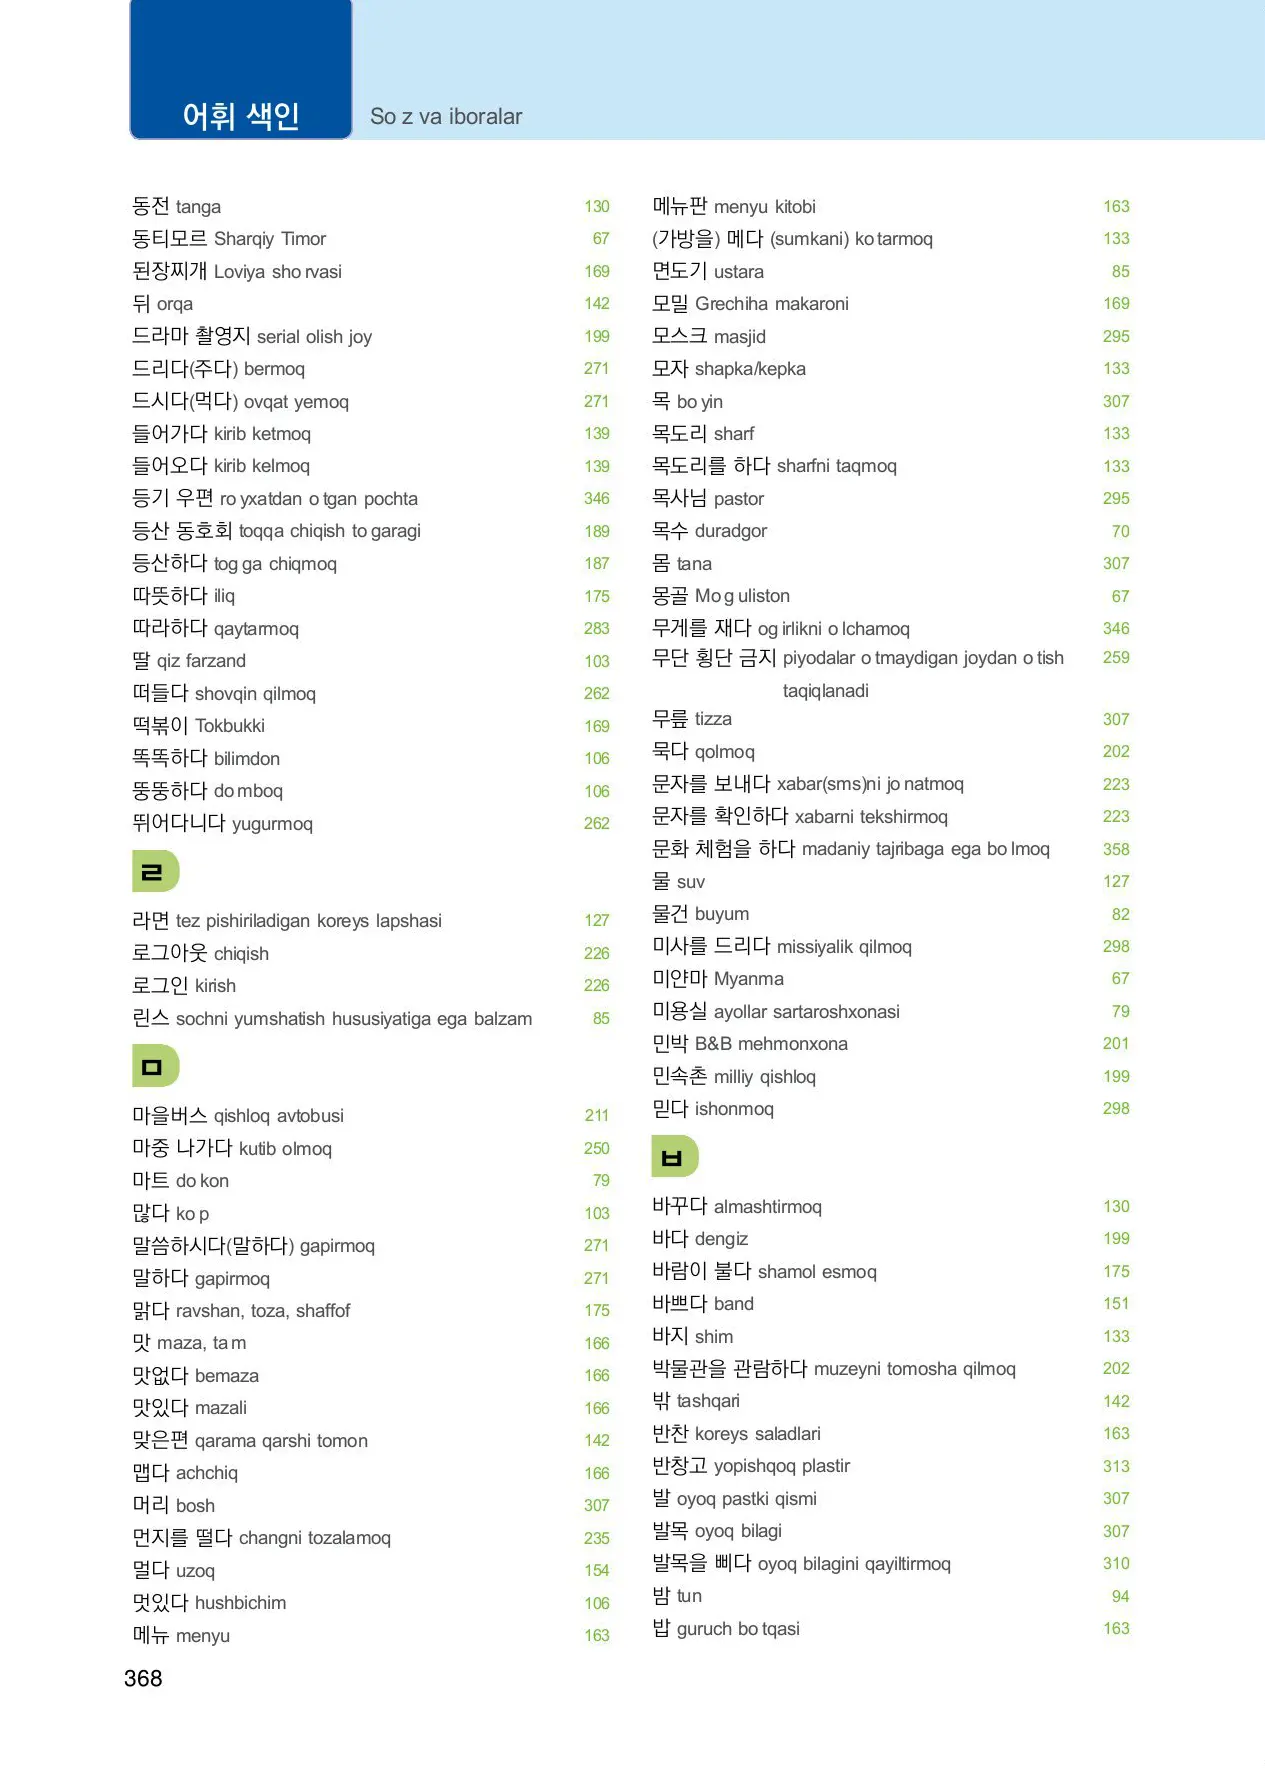 어휘 색인 So z va iboralar
동전 tanga 130
동티모르 Sharqiy Timor 67
된장찌개 Loviya sho rvasi 169
뒤 orqa 142
드라마 촬영지 serial olish joy 199
드리다(주다) bermoq 271
드시다(먹다) ovqat yemoq 271
들어가다 kirib ketmoq 139
들어오다 kirib kelmoq 139
등기 우편 ro yxatdan o tgan pochta 346
등산 동호회 toqqa chiqish to garagi 189
등산하다 tog ga chiqmoq 187
따뜻하다 iliq 175
따라하다 qaytarmoq 283
딸 qiz farzand 103
떠들다 shovqin qilmoq 262
떡볶이 Tokbukki 169
똑똑하다 bilimdon 106
뚱뚱하다 do mboq 106
뛰어다니다 yugurmoq 262
ㄹ
라면 tez pishiriladigan koreys lapshasi 127
로그아웃 chiqish 226
로그인 kirish 226
린스 sochni yumshatish hususiyatiga ega balzam 85
ㅁ
마을버스 qishloq avtobusi 211
마중 나가다 kutib olmoq 250
마트 do kon 79
많다 ko p 103
말씀하시다(말하다) gapirmoq 271
말하다 gapirmoq 271
맑다 ravshan, toza, shaffof 175
맛 maza, ta m 166
맛없다 bemaza 166
맛있다 mazali 166
맞은편 qarama qarshi tomon 142
맵다 achchiq 166
머리 bosh 307
먼지를 떨다 changni tozalamoq 235
멀다 uzoq 154
멋있다 hushbichim 106
메뉴 menyu 163
메뉴판 menyu kitobi 163
(가방을) 메다 (sumkani) ko tarmoq 133
면도기 ustara 85
모밀 Grechiha makaroni 169
모스크 masjid 295
모자 shapka/kepka 133
목 bo yin 307
목도리 sharf 133
목도리를 하다 sharfni taqmoq 133
목사님 pastor 295
목수 duradgor 70
몸 tana 307
몽골 Mo g uliston 67
무게를 재다 og irlikni o lchamoq 346
무단 횡단 금지 piyodalar o tmaydigan joydan o tish 259
taqiqlanadi
무릎 tizza 307
묵다 qolmoq 202
문자를 보내다 xabar(sms)ni jo natmoq 223
문자를 확인하다 xabarni tekshirmoq 223
문화 체험을 하다 madaniy tajribaga ega bo lmoq 358
물 suv 127
물건 buyum 82
미사를 드리다 missiyalik qilmoq 298
미얀마 Myanma 67
미용실 ayollar sartaroshxonasi 79
민박 B&B mehmonxona 201
민속촌 milliy qishloq 199
믿다 ishonmoq 298
ㅂ
바꾸다 almashtirmoq 130
바다 dengiz 199
바람이 불다 shamol esmoq 175
바쁘다 band 151
바지 shim 133
박물관을 관람하다 muzeyni tomosha qilmoq 202
밖 tashqari 142
반찬 koreys saladlari 163
반창고 yopishqoq plastir 313
발 oyoq pastki qismi 307
발목 oyoq bilagi 307
발목을 삐다 oyoq bilagini qayiltirmoq 310
밤 tun 94
밥 guruch bo tqasi 163
368